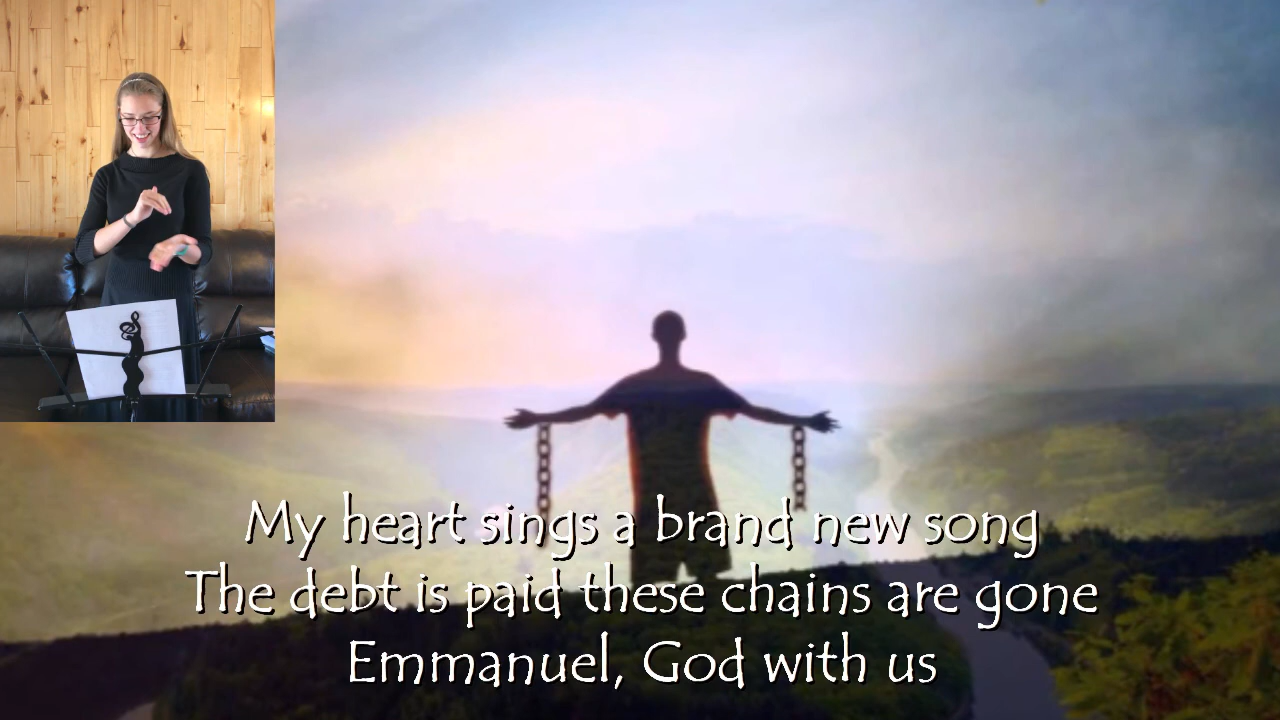 My heart sings a brand new song
The debt is paid these chains are gone
Emmanuel, God with us